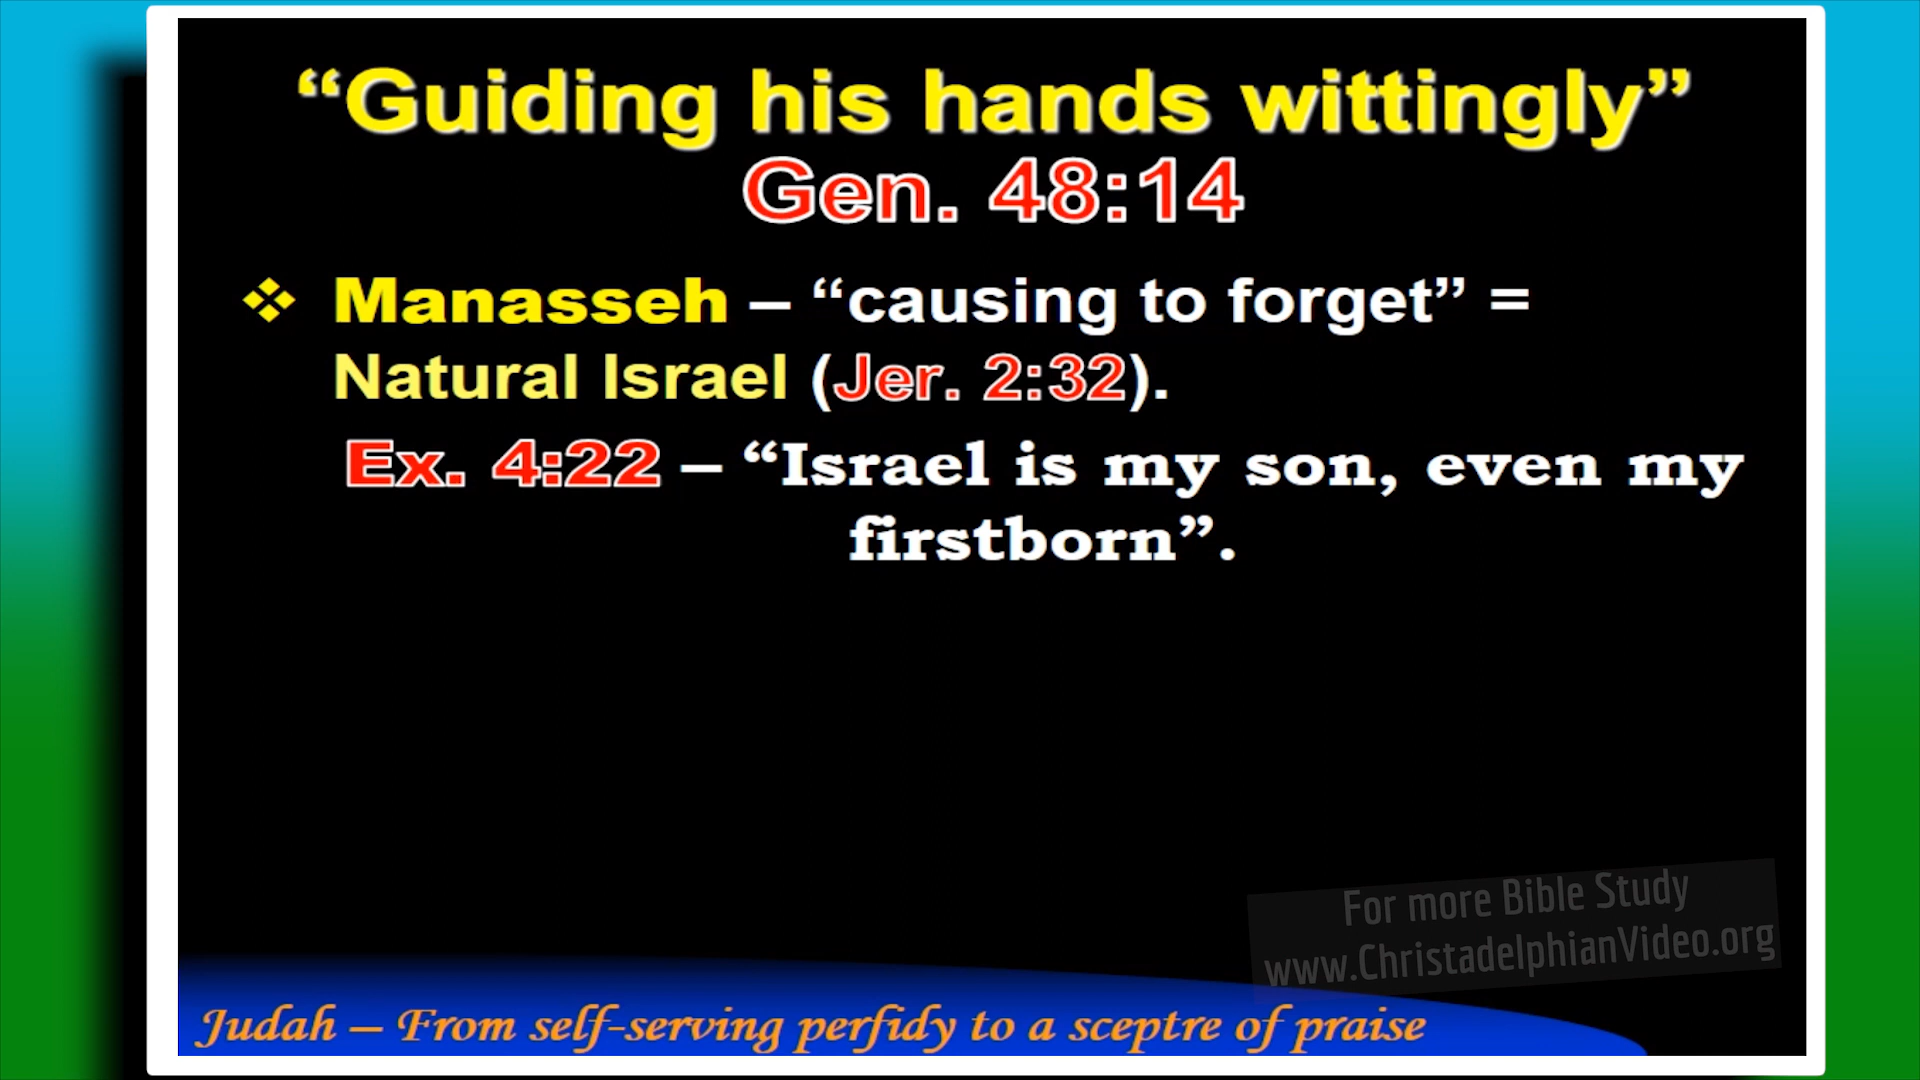 “Guiding his hands wittingly”
Gen. 48:14
❖ Manasseh – “causing to forget” =
Natural Israel (Jer. 2:32).
Ex. 4:22 – “Israel is my son, even my
firstborn”.
For more Bible Study
www.ChristadelphianVideo.org
Judah – From self-serving perfidy to a sceptre of praise